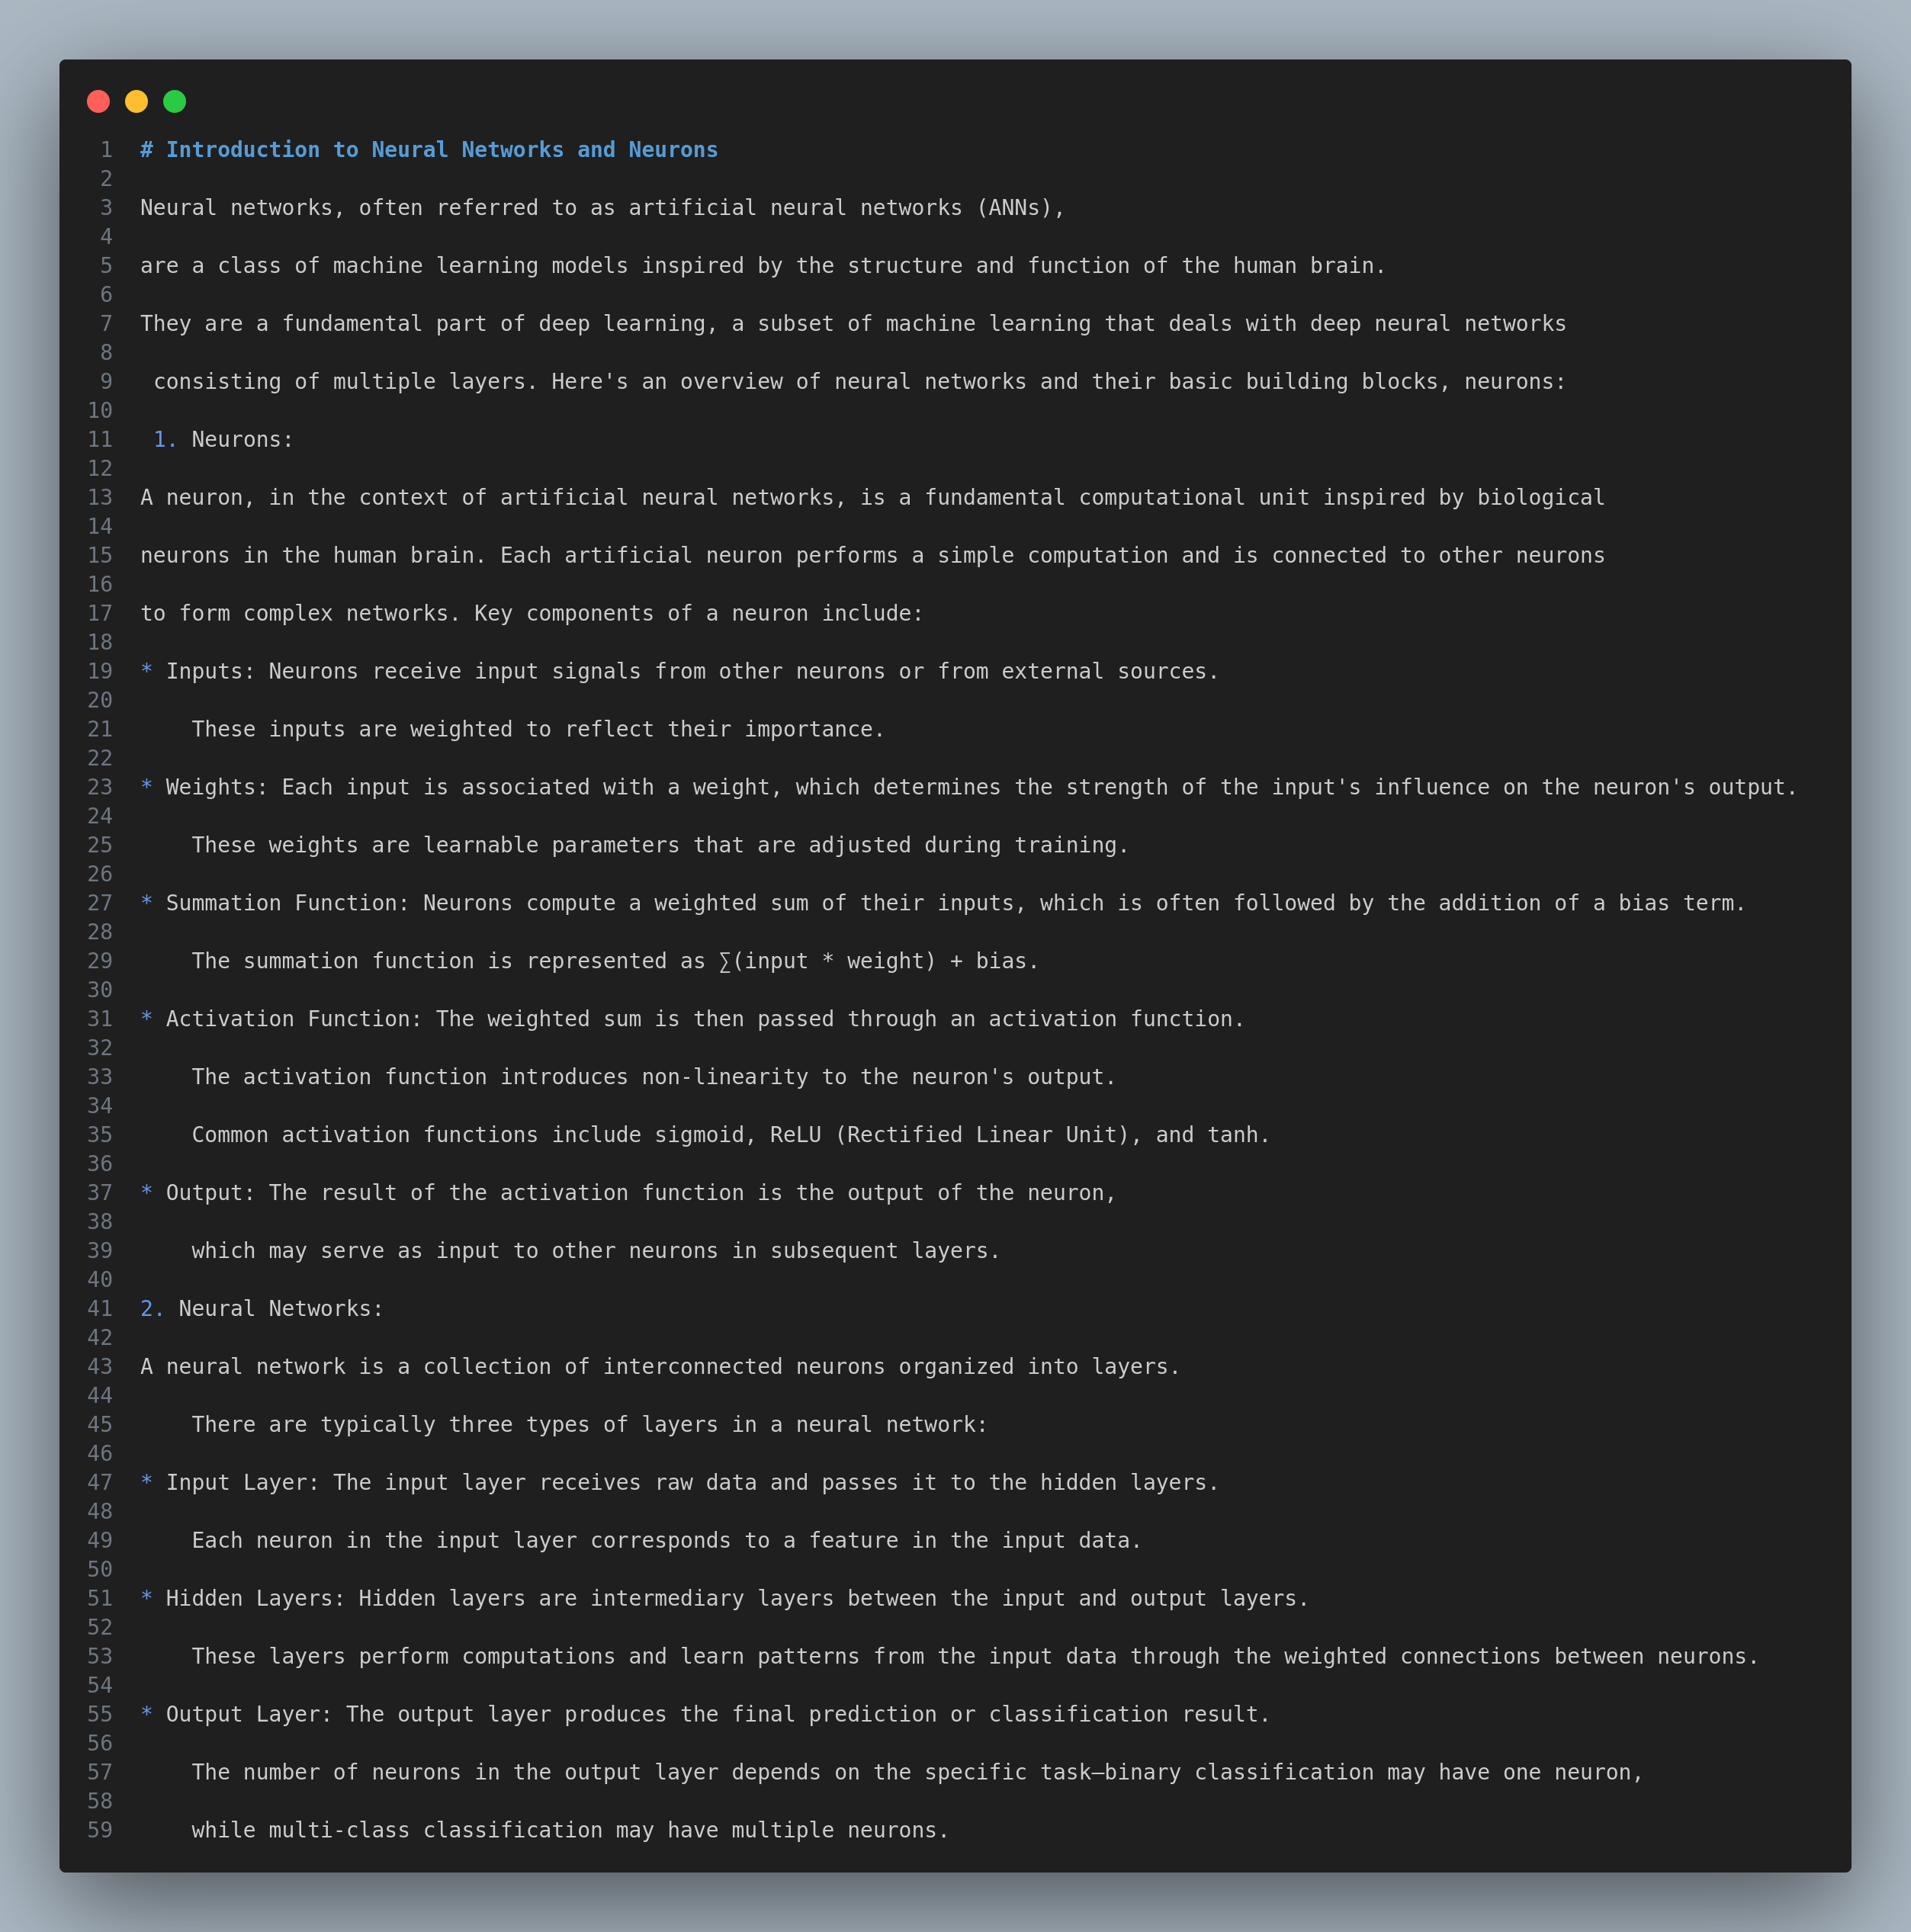 1 # Introduction to Neural Networks and Neurons
2
3 Neural networks, often referred to as artificial neural networks (ANNs),
4
5 are a class of machine learning models inspired by the structure and function of the human brain.
6
7 They are a fundamental part of deep learning, a subset of machine learning that deals with deep neural networks
8
9  consisting of multiple layers. Here's an overview of neural networks and their basic building blocks, neurons:
10
11  1. Neurons:
12
13 A neuron, in the context of artificial neural networks, is a fundamental computational unit inspired by biological
14
15 neurons in the human brain. Each artificial neuron performs a simple computation and is connected to other neurons
16
17 to form complex networks. Key components of a neuron include:
18
19 * Inputs: Neurons receive input signals from other neurons or from external sources.
20
21     These inputs are weighted to reflect their importance.
22
23 * Weights: Each input is associated with a weight, which determines the strength of the input's influence on the neuron's output.
24
25     These weights are learnable parameters that are adjusted during training.
26
27 * Summation Function: Neurons compute a weighted sum of their inputs, which is often followed by the addition of a bias term.
28
29     The summation function is represented as ∑(input * weight) + bias.
30
31 * Activation Function: The weighted sum is then passed through an activation function.
32
33     The activation function introduces non-linearity to the neuron's output.
34
35     Common activation functions include sigmoid, ReLU (Rectified Linear Unit), and tanh.
36
37 * Output: The result of the activation function is the output of the neuron,
38
39     which may serve as input to other neurons in subsequent layers.
40
41 2. Neural Networks:
42
43 A neural network is a collection of interconnected neurons organized into layers.
44
45     There are typically three types of layers in a neural network:
46
47 * Input Layer: The input layer receives raw data and passes it to the hidden layers.
48
49     Each neuron in the input layer corresponds to a feature in the input data.
50
51 * Hidden Layers: Hidden layers are intermediary layers between the input and output layers.
52
53     These layers perform computations and learn patterns from the input data through the weighted connections between neurons.
54
55 * Output Layer: The output layer produces the final prediction or classification result.
56
57     The number of neurons in the output layer depends on the specific task—binary classification may have one neuron,
58
59     while multi-class classification may have multiple neurons.